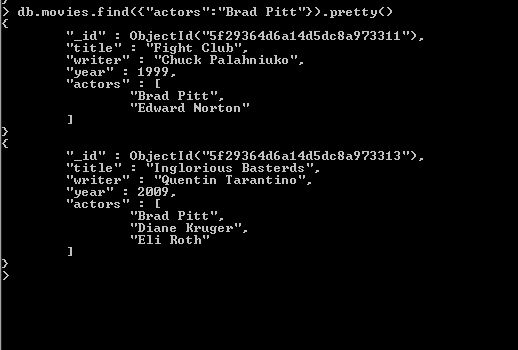 > db.movies.find({"actors":"Brad Pitt"}).pretty()
{
        "_id" : ObjectId("5f29364d6a14d5dc8a973311"),
        "title" : "Fight Club",
        "writer" : "Chuck Palahniuko",
        "year" : 1999,
        "actors" : [
                "Brad Pitt",
                "Edward Norton"
        ]
}
{
        "_id" : ObjectId("5f29364d6a14d5dc8a973313"),
        "title" : "Inglorious Basterds",
        "writer" : "Quentin Tarantino",
        "year" : 2009,
        "actors" : [
                "Brad Pitt",
                "Diane Kruger",
                "Eli Roth"
        ]
}
>